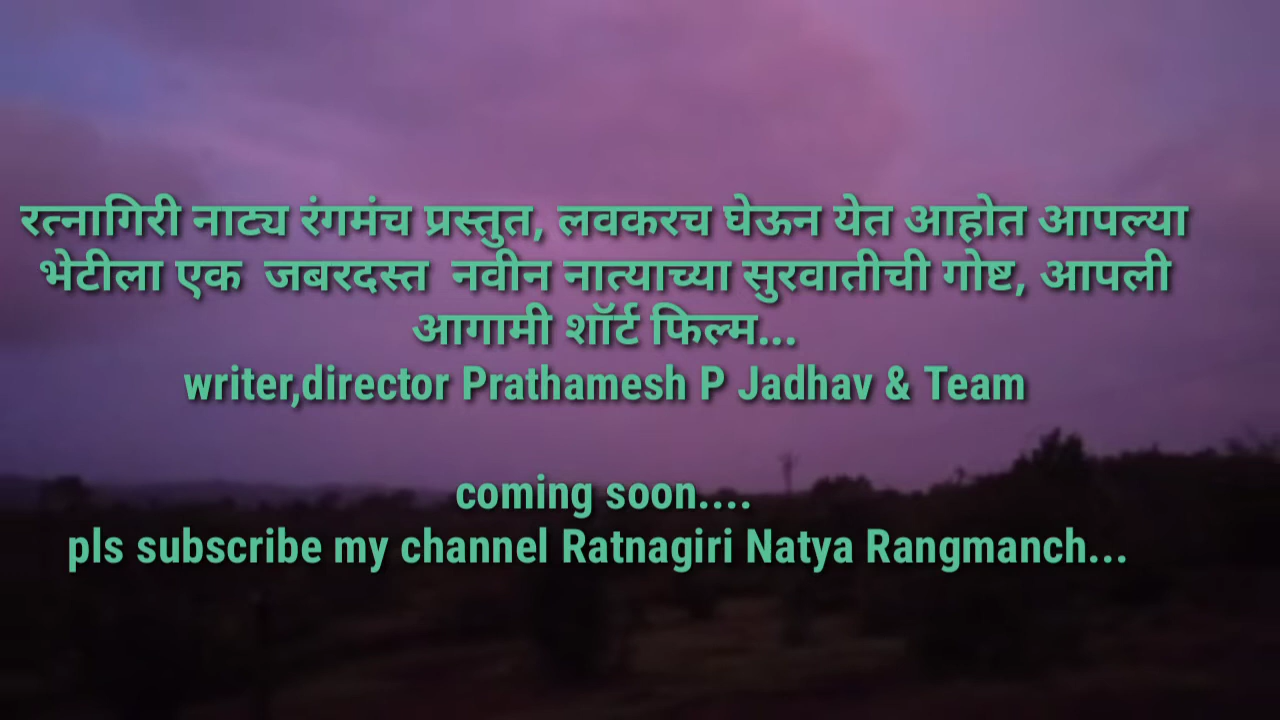 रत्नागिरी नाट्य रंगमंच प्रस्तुत, लवकरच घेऊन येत आहोत आपल्या
भेटीला एक जबरदस्त नवीन नात्याच्या सुरवातीची गोष्ट, आपली
आगामी शॉर्ट फिल्म...
writer,director Prathamesh P Jadhav & Team
coming soon....
pls subscribe my channel Ratnagiri Natya Rangmanch...